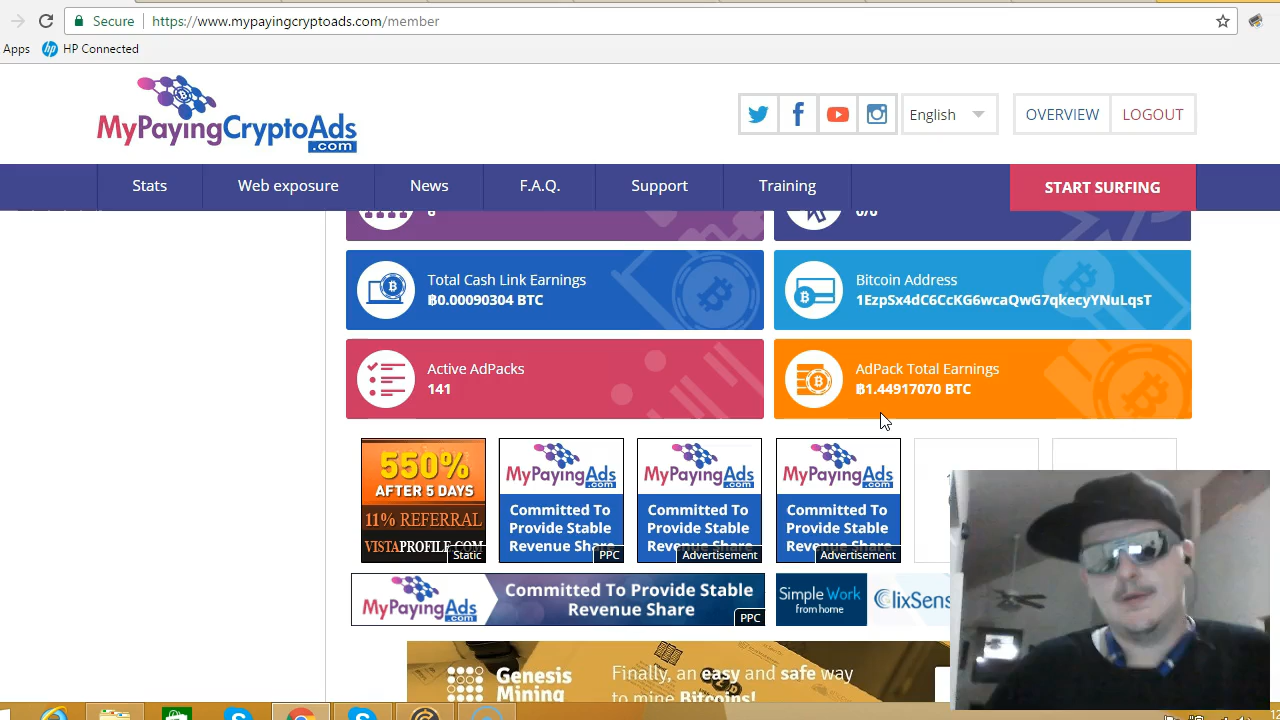 Secure
https://www.mypayingcryptoads.com/member
Apps
HP Connected
MyPayingCryptoAds
.com
English
OVERVIEW
LOGOUT
Stats
Web exposure
News
F.A.Q.
Support
Training
START SURFING
6
0/0
Total Cash Link Earnings
฿0.00090304 BTC
Bitcoin Address
1EzpSx4dC6CcKG6wcaQwG7qkecyYNuLqsT
Active AdPacks
141
AdPack Total Earnings
฿1.44917070 BTC
550%
AFTER 5 DAYS
11% REFERRAL
VISTAPROFILE.COM
Static
MyPayingAds
.com
Committed To
Provide Stable
Revenue Share
PPC
MyPayingAds
.com
Committed To
Provide Stable
Revenue Share
Advertisement
MyPayingAds
.com
Committed To
Provide Stable
Revenue Share
Advertisement
MyPayingAds
.com
Committed To Provide Stable
Revenue Share
PPC
Simple Work
from home
ClixSens
Genesis
Mining
Finally, an easy and safe way
to mine Bitcoins!